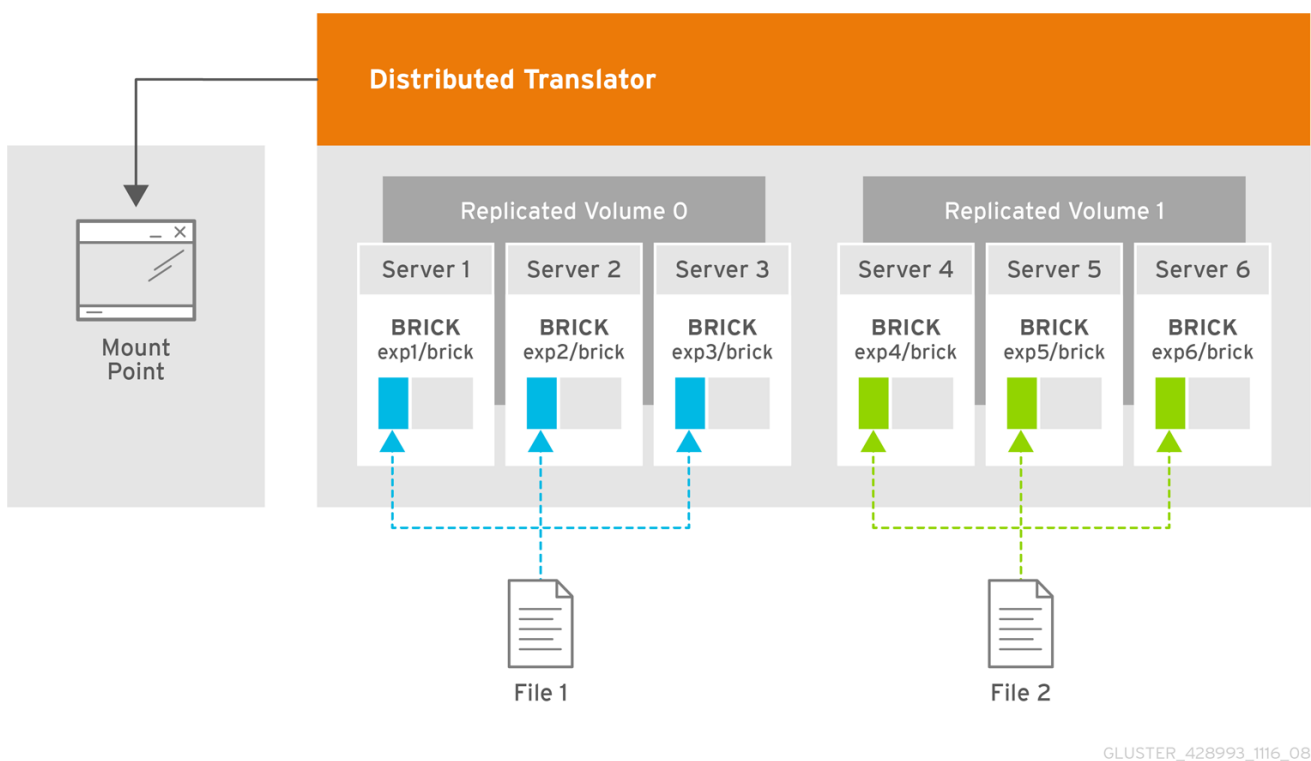 Distributed Translator
Mount
Point
Replicated Volume 0
Replicated Volume 1
Server 1
Server 2
Server 3
Server 4
Server 5
Server 6
BRICK
exp1/brick
BRICK
exp2/brick
BRICK
exp3/brick
BRICK
exp4/brick
BRICK
exp5/brick
BRICK
exp6/brick
File 1
File 2
GLUSTER_428993_1116_08